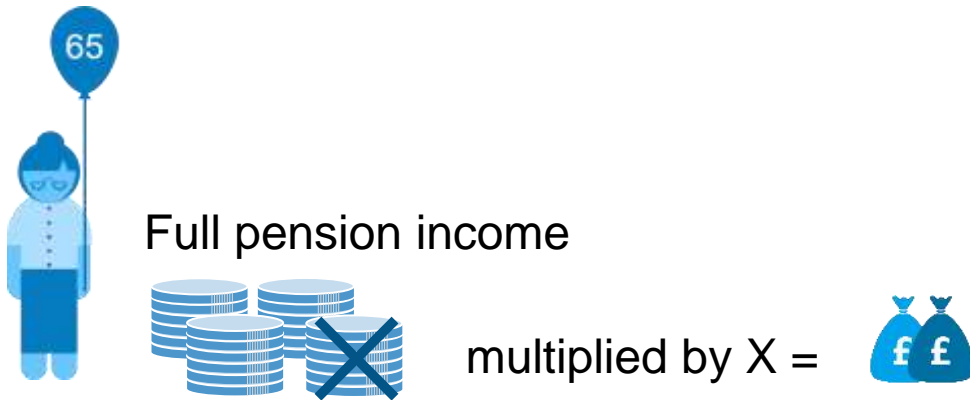 65
Full pension income
multiplied by X =
£ £